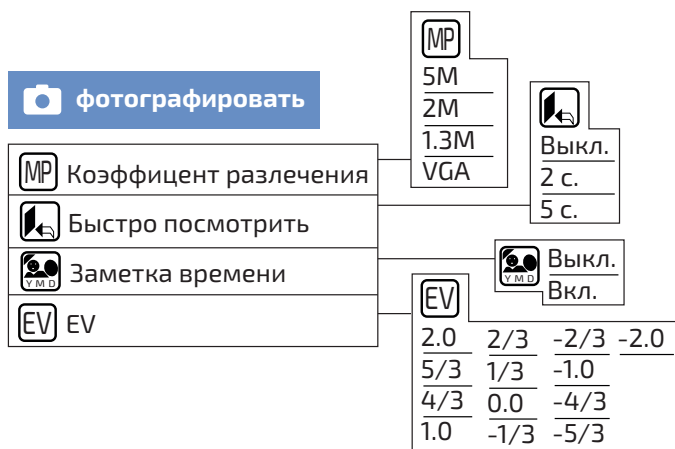 фотографировать
MP Коэффицент разлечения
Быстро посмотрить
YMD Заметка времени
EV EV
MP
5M
2M
1.3M
VGA
Выкл.
2 с.
5 с.
YMD Выкл.
Вкл.
EV
2.0 2/3 -2/3 -2.0
5/3 1/3 -1.0
4/3 0.0 -4/3
1.0 -1/3 -5/3